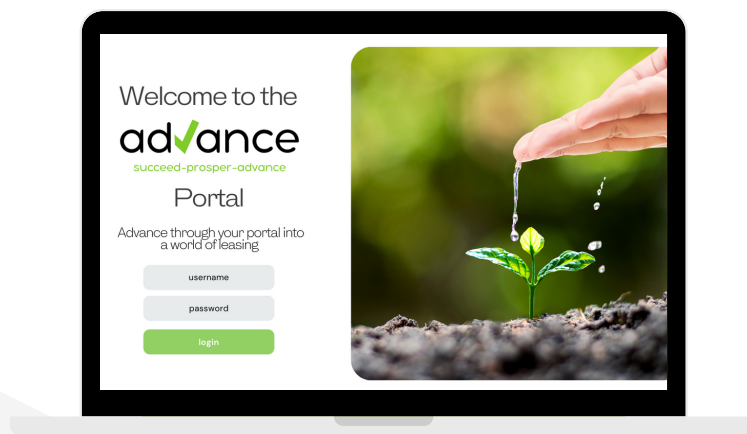 Welcome to the
advance
succeed-prosper-advance
Portal
Advance through your portal into
a world of leasing
username
password
login